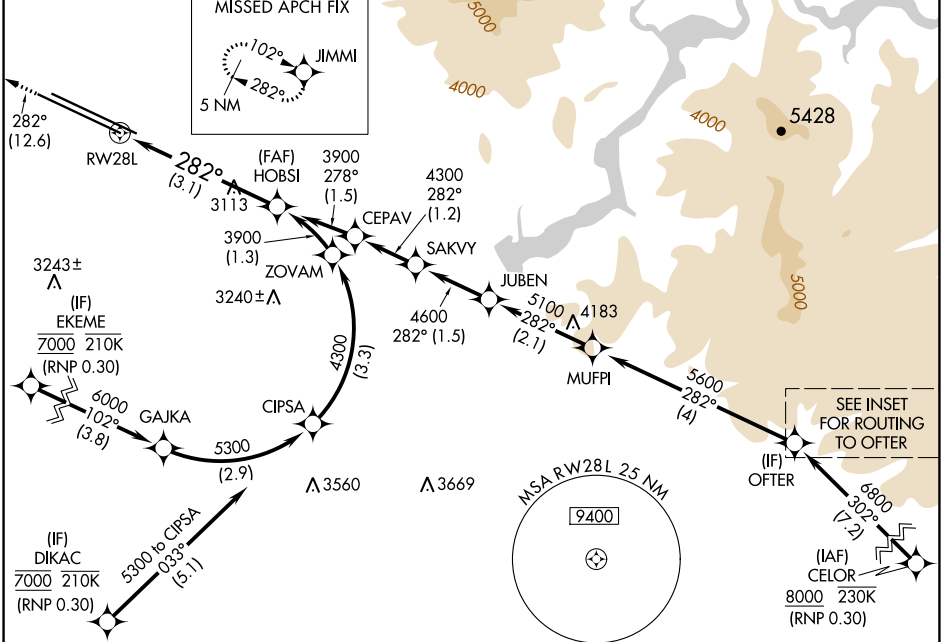 MISSED APCH FIX
102°
JIMMI
282°
5 NM
5000
4000
4000
5428
5000
282°
(12.6)
RW28L
282°
(3.1)
3113
(FAF)
HOBSI
3900
278°
(1.5)
4300
282°
(1.2)
CEPAV
3900
(1.3)
ZOVAM
SAKVY
JUBEN
4600
282° (1.5)
5100
282°
(2.1)
4183
MUFPI
3243±
3240±
(IF)
EKEME
7000 210K
(RNP 0.30)
6000
102°
(3.8)
GAJKA
5300
(2.9)
CIPSA
4300
(3.3)
5600
282°
(4)
SEE INSET
FOR ROUTING
TO OFTER
(IF)
OFTER
3560
3669
MSA RW28L 25 NM
9400
6800
302°
(7.2)
(IAF)
CELOR
8000 230K
(RNP 0.30)
(IF)
DIKAC
7000 210K
(RNP 0.30)
5300 to CIPSA
033°
(5.1)